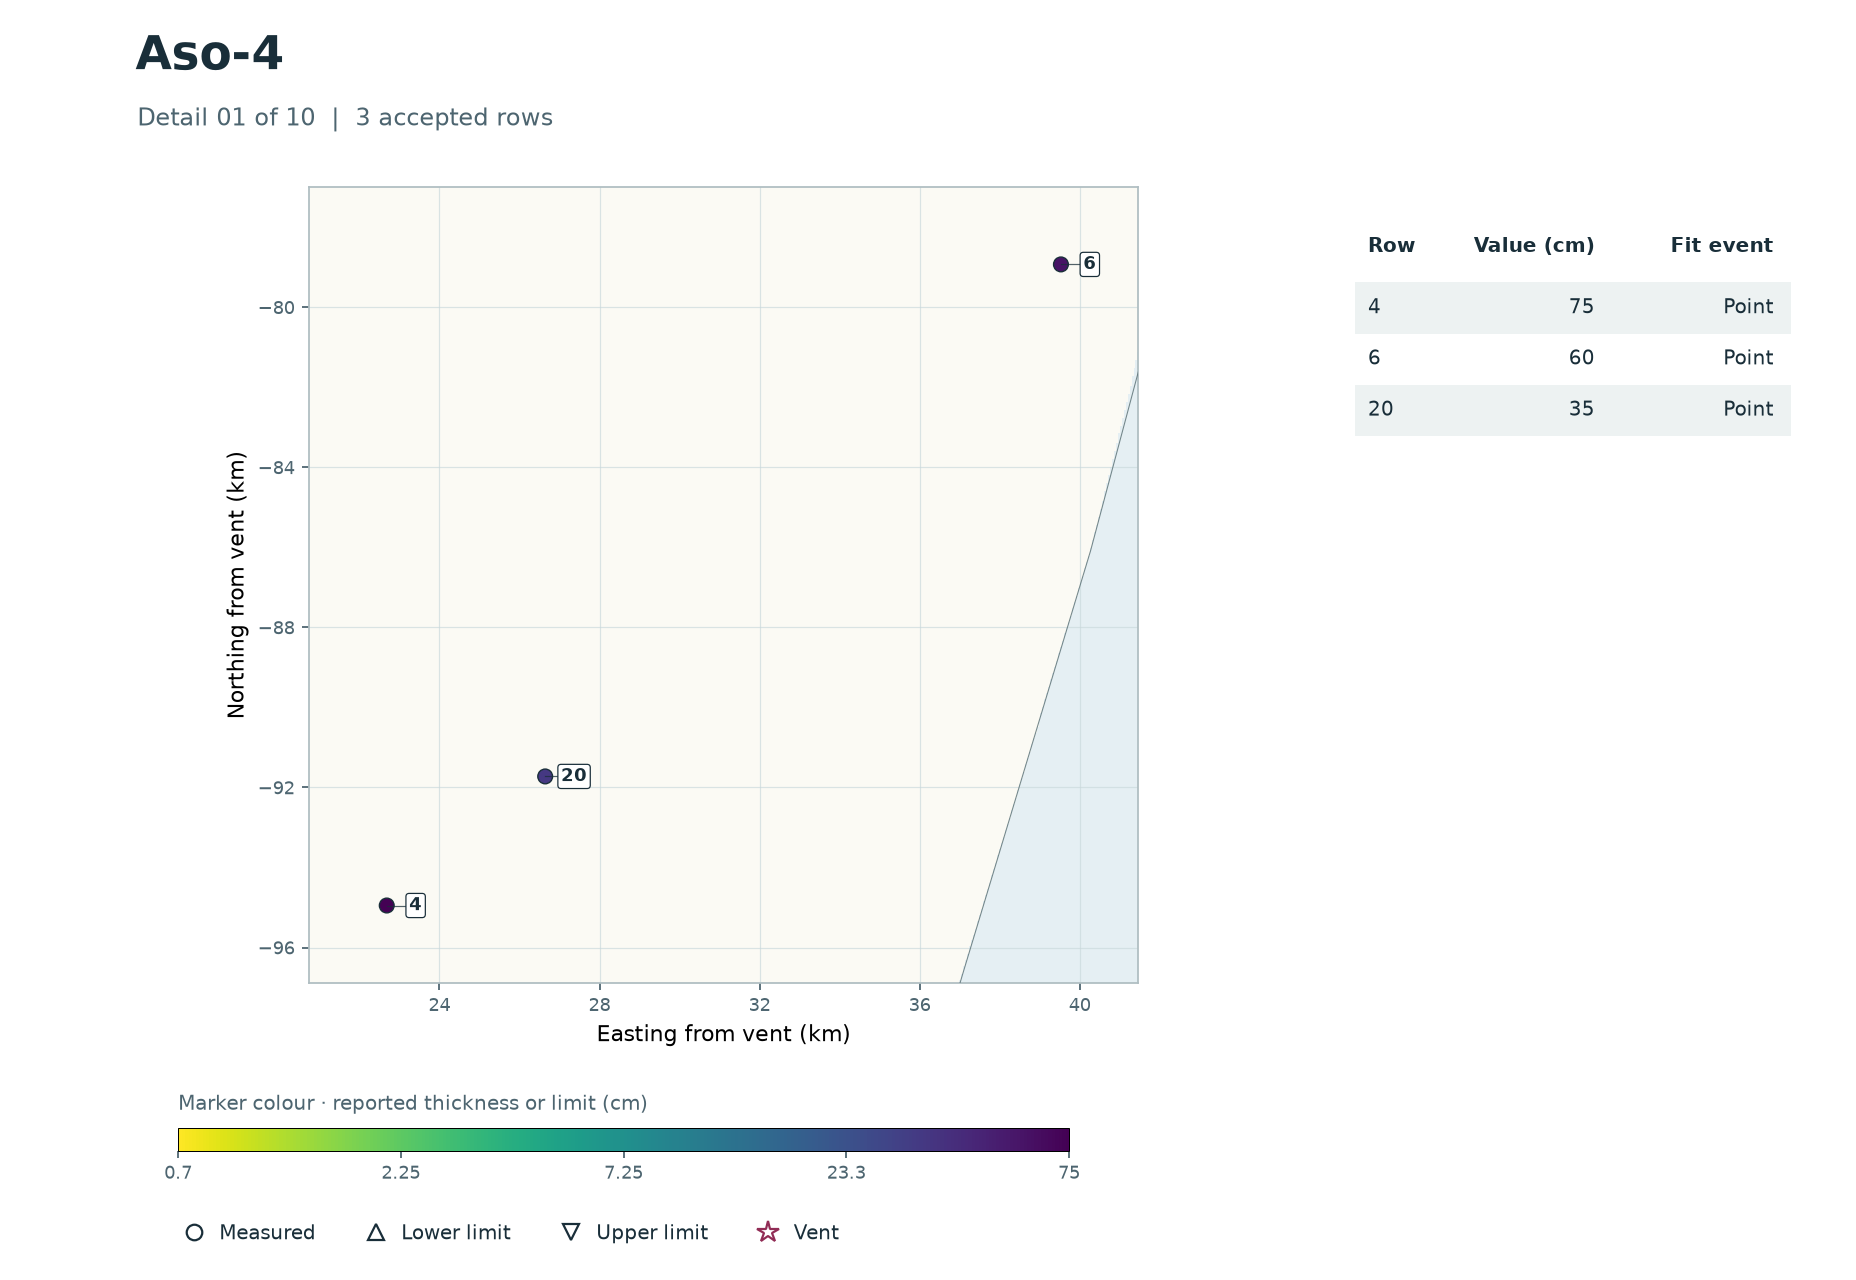 Aso-4
Detail 01 of 10 | 3 accepted rows
6
20
4
−80
−84
−88
−92
−96
Northing from vent (km)
24 28 32 36 40
Easting from vent (km)
Row Value (cm) Fit event
4 75 Point
6 60 Point
20 35 Point
Marker colour · reported thickness or limit (cm)
0.7 2.25 7.25 23.3 75
Measured Lower limit Upper limit Vent